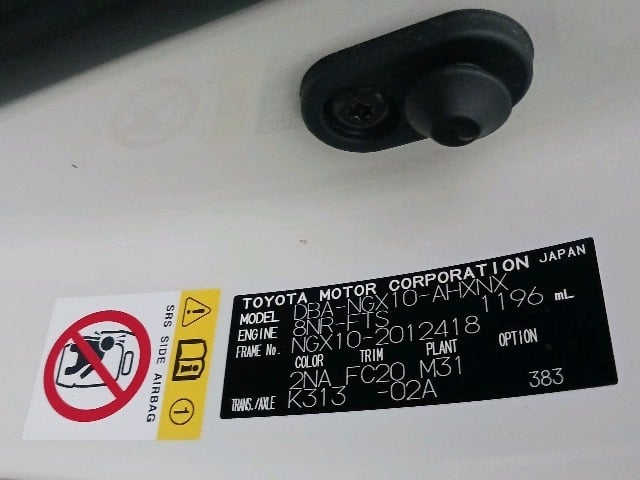 TOYOTA MOTOR CORPORATION JAPAN
MODEL DBA-NGX10-AHXNX
ENGINE 8NR-FTS 1196 mL
FRAME No. NGX10-2012418
COLOR TRIM PLANT OPTION
2NA FC20 M31
TRANS./AXLE K313 -02A 383
SRS SIDE AIRBAG
1